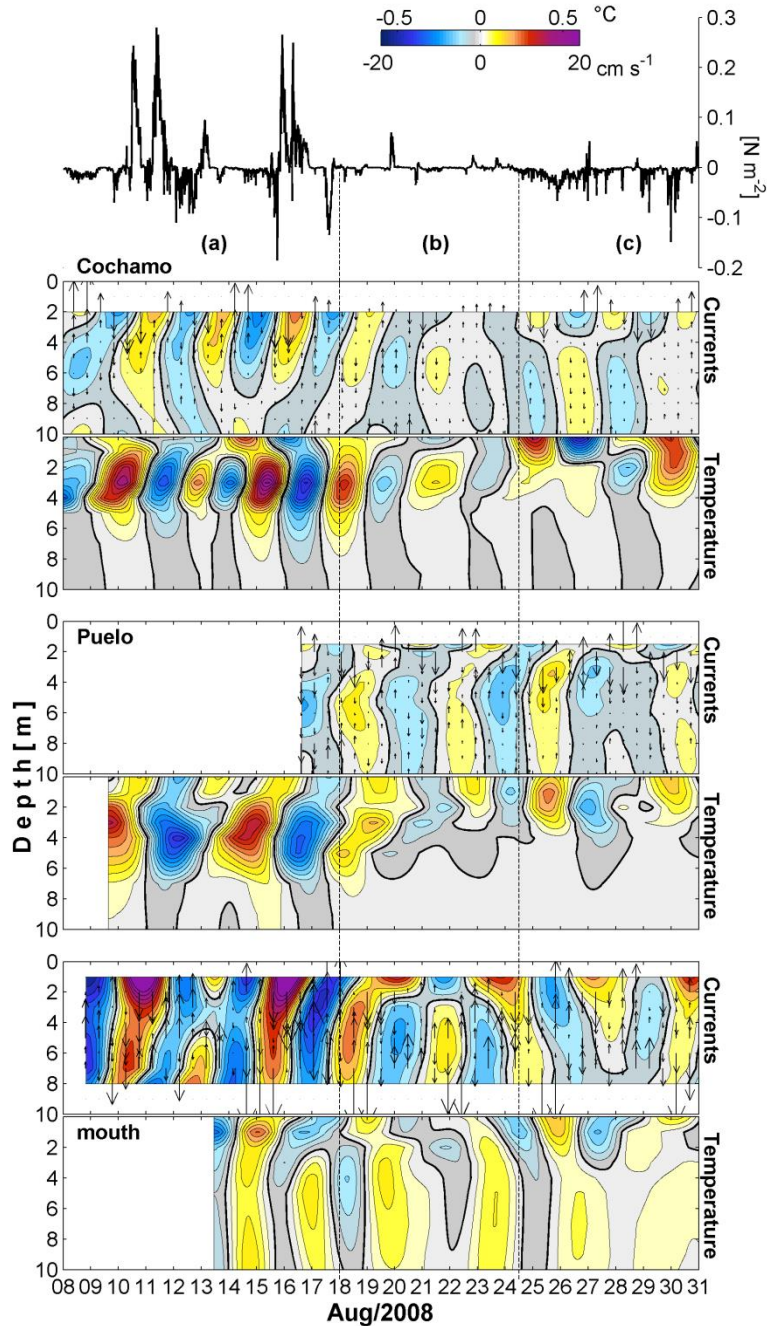 -0.5 0 0.5 °C
-20 0 20 cm s⁻¹
0.3
0.2
0.1
0
-0.1
-0.2
[N m⁻²]
(a) (b) (c)
Cochamo
0
2
4
6
8
10
Currents
2
4
6
8
10
Temperature
Puelo
0
2
4
6
8
10
Currents
2
4
6
8
10
Temperature
Depth[m]
0
2
4
6
8
10
Currents
mouth
2
4
6
8
10
Temperature
08 09 10 11 12 13 14 15 16 17 18 19 20 21 22 23 24 25 26 27 28 29 30 31
Aug/2008